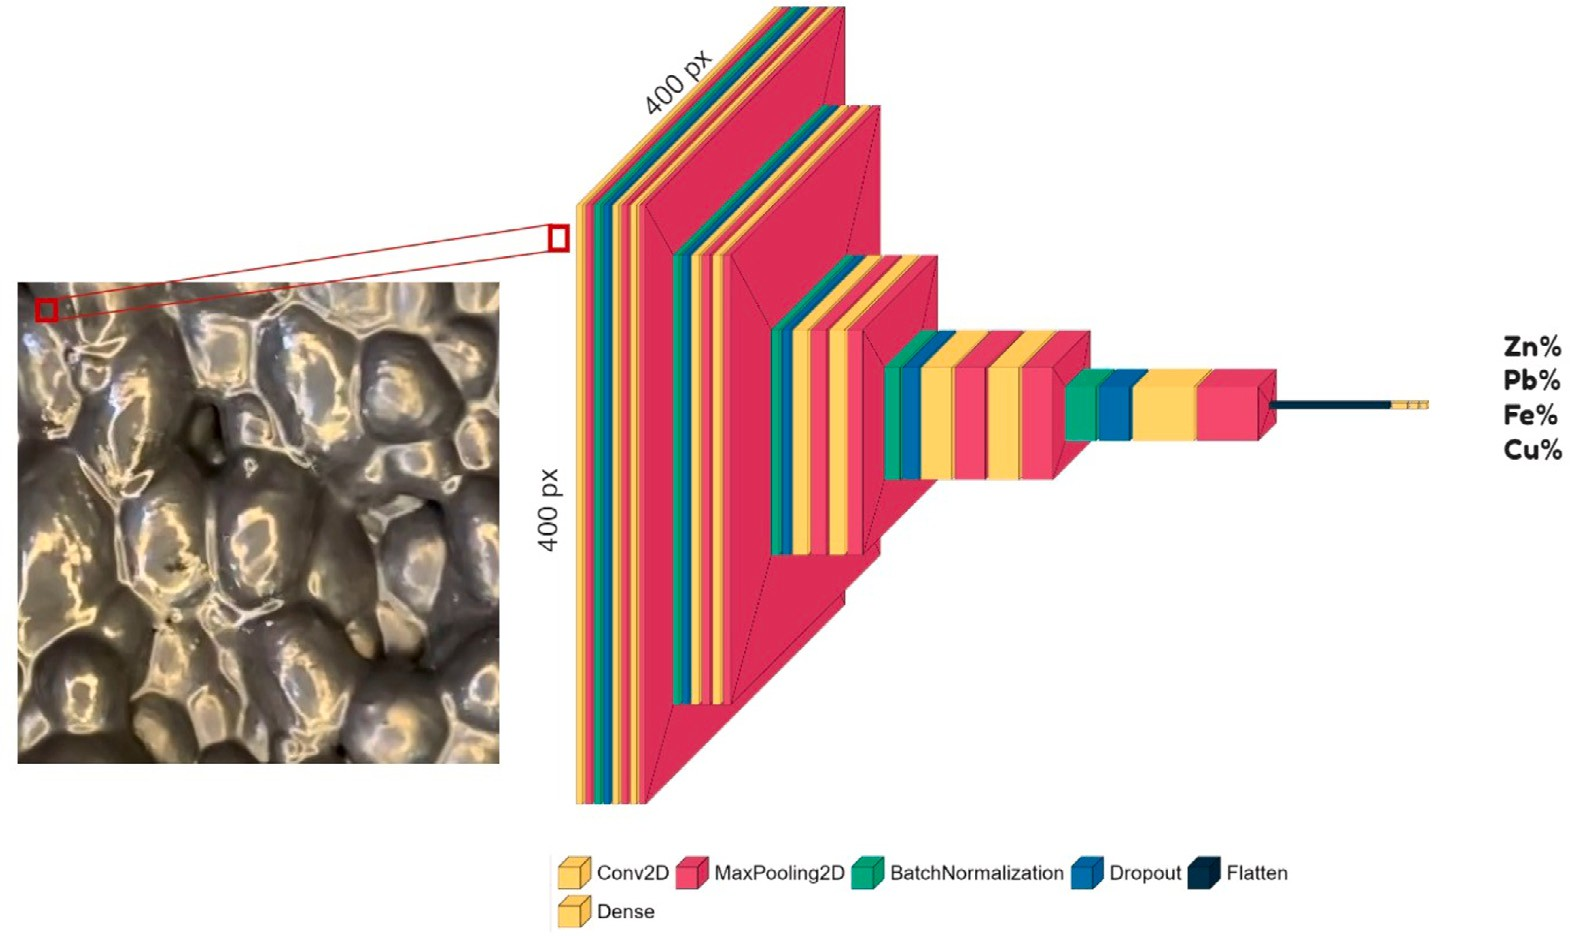 400 px
400 px
Zn%
Pb%
Fe%
Cu%
Conv2D MaxPooling2D BatchNormalization Dropout Flatten
Dense